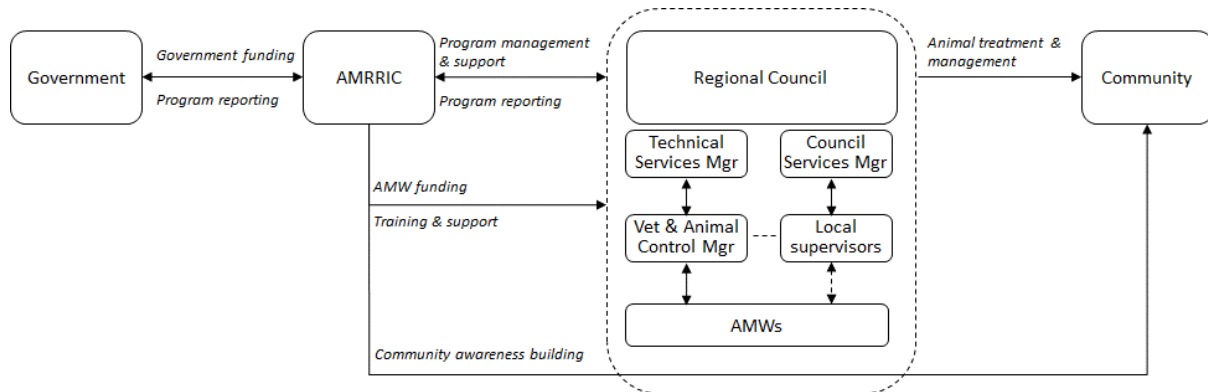 Government
Government funding
Program reporting
AMRRIC
Program management
& support
Program reporting
Regional Council
Animal treatment &
management
Community
Technical
Services Mgr
Council
Services Mgr
AMW funding
Training & support
Vet & Animal
Control Mgr
Local
supervisors
AMWs
Community awareness building